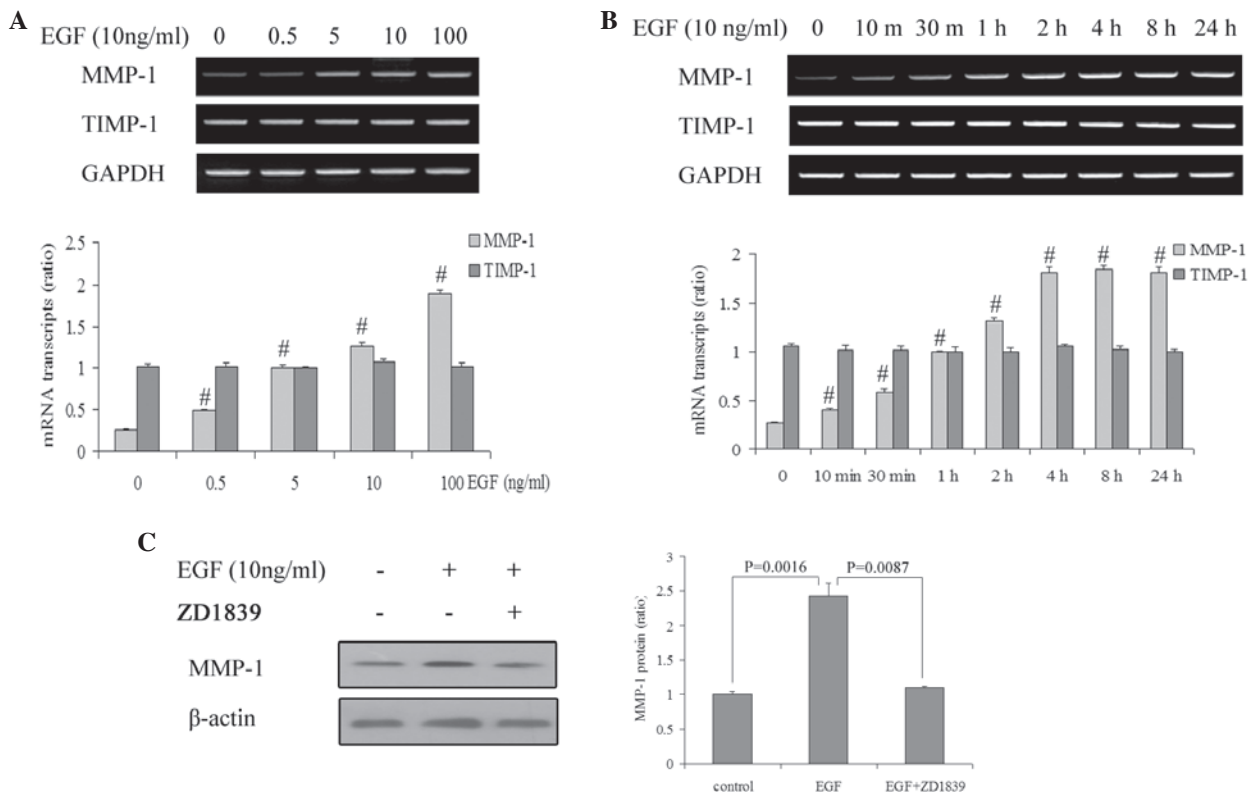 A
EGF (10ng/ml) 0 0.5 5 10 100
MMP-1
TIMP-1
GAPDH
mRNA transcripts (ratio)
2.5
2
1.5
1
0.5
0
MMP-1
TIMP-1
# # # #
0 0.5 5 10 100 EGF (ng/ml)
B
EGF (10 ng/ml) 0 10 m 30 m 1 h 2 h 4 h 8 h 24 h
MMP-1
TIMP-1
GAPDH
mRNA transcripts (ratio)
2
1.5
1
0.5
0
MMP-1
TIMP-1
# # # # # # #
0 10 min 30 min 1 h 2 h 4 h 8 h 24 h
C
EGF (10ng/ml) - + +
ZD1839 - - +
MMP-1
β-actin
MMP-1 protein (ratio)
3
2.5
2
1.5
1
0.5
0
P=0.0016 P=0.0087
control EGF EGF+ZD1839